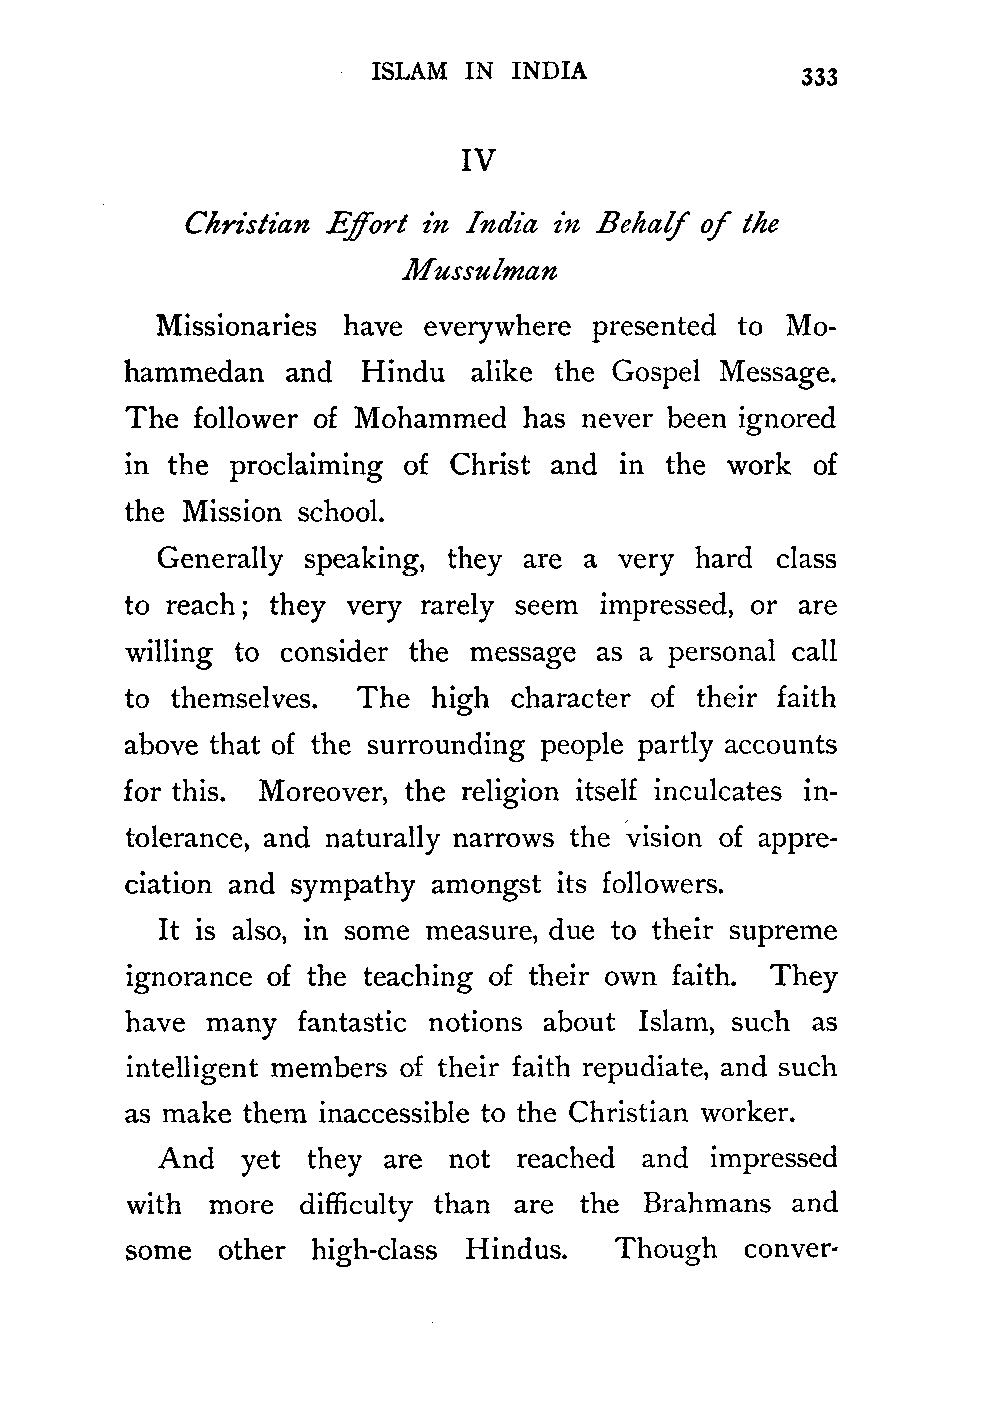 ISLAM IN INDIA 333
IV
Christian Effort in India in Behalf of the
Mussulman
Missionaries have everywhere presented to Mo-
hammedan and Hindu alike the Gospel Message.
The follower of Mohammed has never been ignored
in the proclaiming of Christ and in the work of
the Mission school.
Generally speaking, they are a very hard class
to reach; they very rarely seem impressed, or are
willing to consider the message as a personal call
to themselves. The high character of their faith
above that of the surrounding people partly accounts
for this. Moreover, the religion itself inculcates in-
tolerance, and naturally narrows the vision of appre-
ciation and sympathy amongst its followers.
It is also, in some measure, due to their supreme
ignorance of the teaching of their own faith. They
have many fantastic notions about Islam, such as
intelligent members of their faith repudiate, and such
as make them inaccessible to the Christian worker.
And yet they are not reached and impressed
with more difficulty than are the Brahmans and
some other high-class Hindus. Though conver-